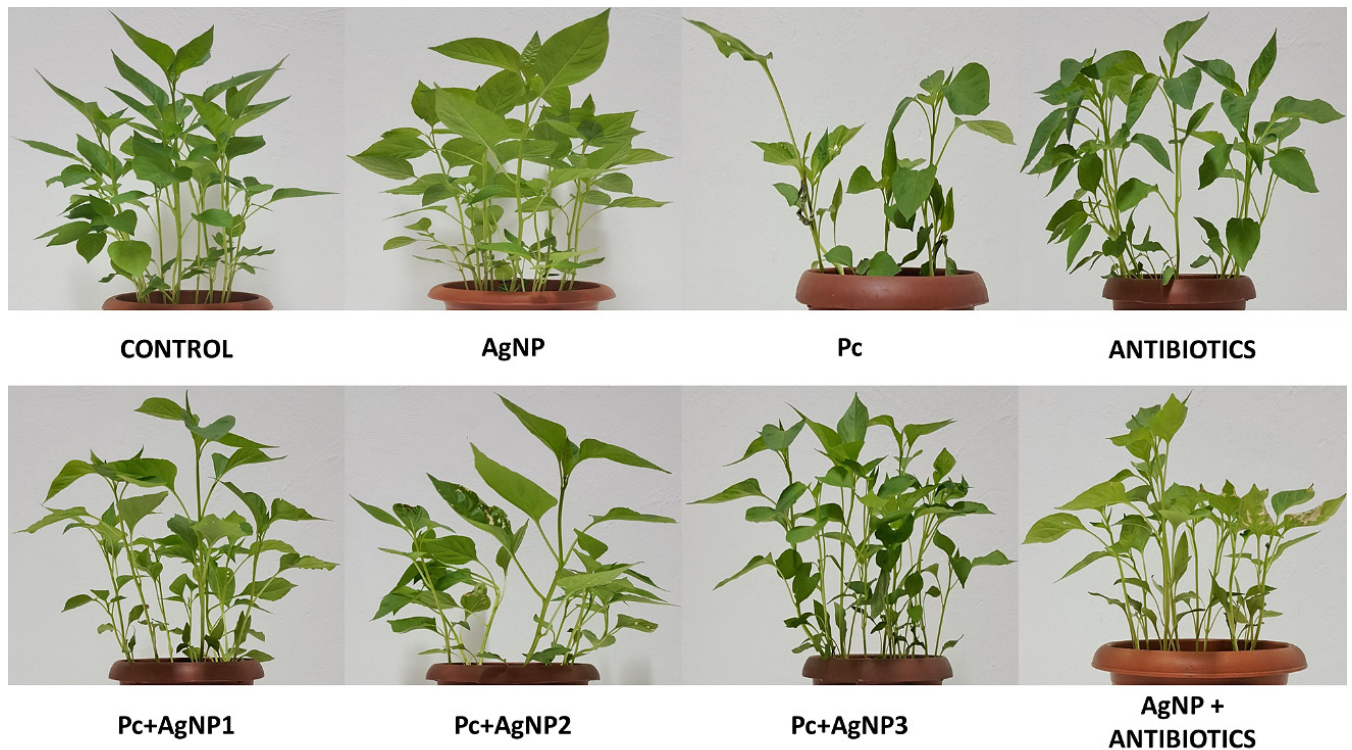 CONTROL
AgNP
Pc
ANTIBIOTICS
Pc+AgNP1
Pc+AgNP2
Pc+AgNP3
AgNP +
ANTIBIOTICS